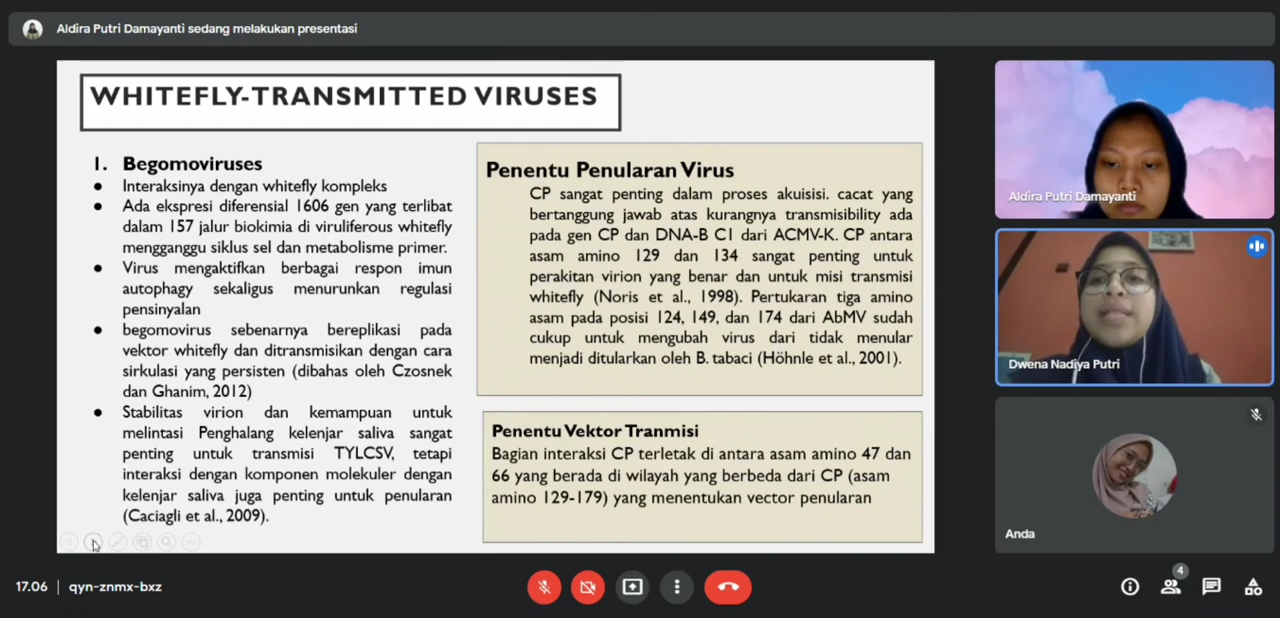 Aldira Putri Damayanti sedang melakukan presentasi
WHITEFLY-TRANSMITTED VIRUSES
1. Begomoviruses
● Interaksinya dengan whitefly kompleks
● Ada ekspresi diferensial 1606 gen yang terlibat
dalam 157 jalur biokimia di viruliferous whitefly
mengganggu siklus sel dan metabolisme primer.
● Virus mengaktifkan berbagai respon imun
autophagy sekaligus menurunkan regulasi
pensinyalan
● begomovirus sebenarnya bereplikasi pada
vektor whitefly dan ditransmisikan dengan cara
sirkulasi yang persisten (dibahas oleh Czosnek
dan Ghanim, 2012)
● Stabilitas virion dan kemampuan untuk
melintasi Penghalang kelenjar saliva sangat
penting untuk transmisi TYLCSV, tetapi
interaksi dengan komponen molekuler dengan
kelenjar saliva juga penting untuk penularan
(Caciagli et al., 2009).
Penentu Penularan Virus
CP sangat penting dalam proses akuisisi. cacat yang
bertanggung jawab atas kurangnya transmisibility ada
pada gen CP dan DNA-B C1 dari ACMV-K. CP antara
asam amino 129 dan 134 sangat penting untuk
perakitan virion yang benar dan untuk misi transmisi
whitefly (Noris et al., 1998). Pertukaran tiga amino
asam pada posisi 124, 149, dan 174 dari AbMV sudah
cukup untuk mengubah virus dari tidak menular
menjadi ditularkan oleh B. tabaci (Höhnle et al., 2001).
Penentu Vektor Tranmisi
Bagian interaksi CP terletak di antara asam amino 47 dan
66 yang berada di wilayah yang berbeda dari CP (asam
amino 129-179) yang menentukan vector penularan
Aldira Putri Damayanti
Dwena Nadiya Putri
Anda
17.06 | qyn-znmx-bxz
4